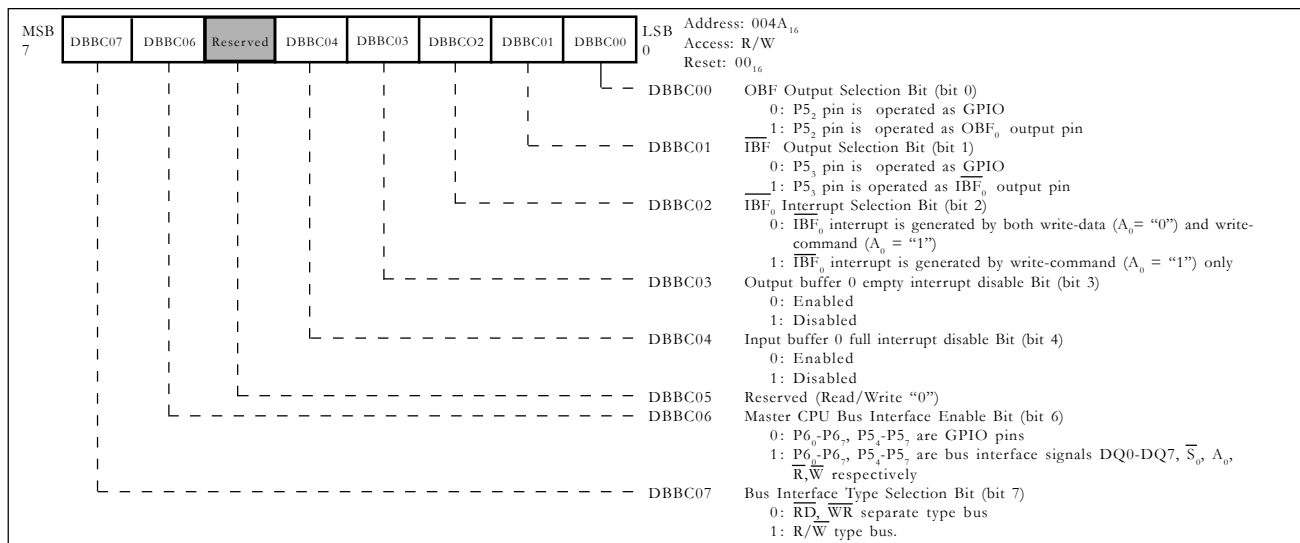 MSB
7
DBBC07 DBBC06 Reserved DBBC04 DBBC03 DBBCO2 DBBC01 DBBC00
LSB
0
Address: 004A₁₆
Access: R/W
Reset: 00₁₆
DBBC00 OBF Output Selection Bit (bit 0)
0: P5₂ pin is operated as GPIO
1: P5₂ pin is operated as OBF₀ output pin
DBBC01 I̅B̅F̅ Output Selection Bit (bit 1)
0: P5₃ pin is operated as GPIO
1: P5₃ pin is operated as I̅B̅F̅₀ output pin
DBBC02 I̅B̅F̅₀ Interrupt Selection Bit (bit 2)
0: I̅B̅F̅₀ interrupt is generated by both write-data (A₀= “0”) and write-
command (A₀ = “1”)
1: I̅B̅F̅₀ interrupt is generated by write-command (A₀ = “1”) only
DBBC03 Output buffer 0 empty interrupt disable Bit (bit 3)
0: Enabled
1: Disabled
DBBC04 Input buffer 0 full interrupt disable Bit (bit 4)
0: Enabled
1: Disabled
DBBC05 Reserved (Read/Write “0”)
DBBC06 Master CPU Bus Interface Enable Bit (bit 6)
0: P6₀-P6₇, P5₄-P5₇ are GPIO pins
1: P6₀-P6₇, P5₄-P5₇ are bus interface signals DQ0-DQ7, S̅₀, A₀,
R̅,W̅ respectively
DBBC07 Bus Interface Type Selection Bit (bit 7)
0: R̅D̅, W̅R̅ separate type bus
1: R/W̅ type bus.